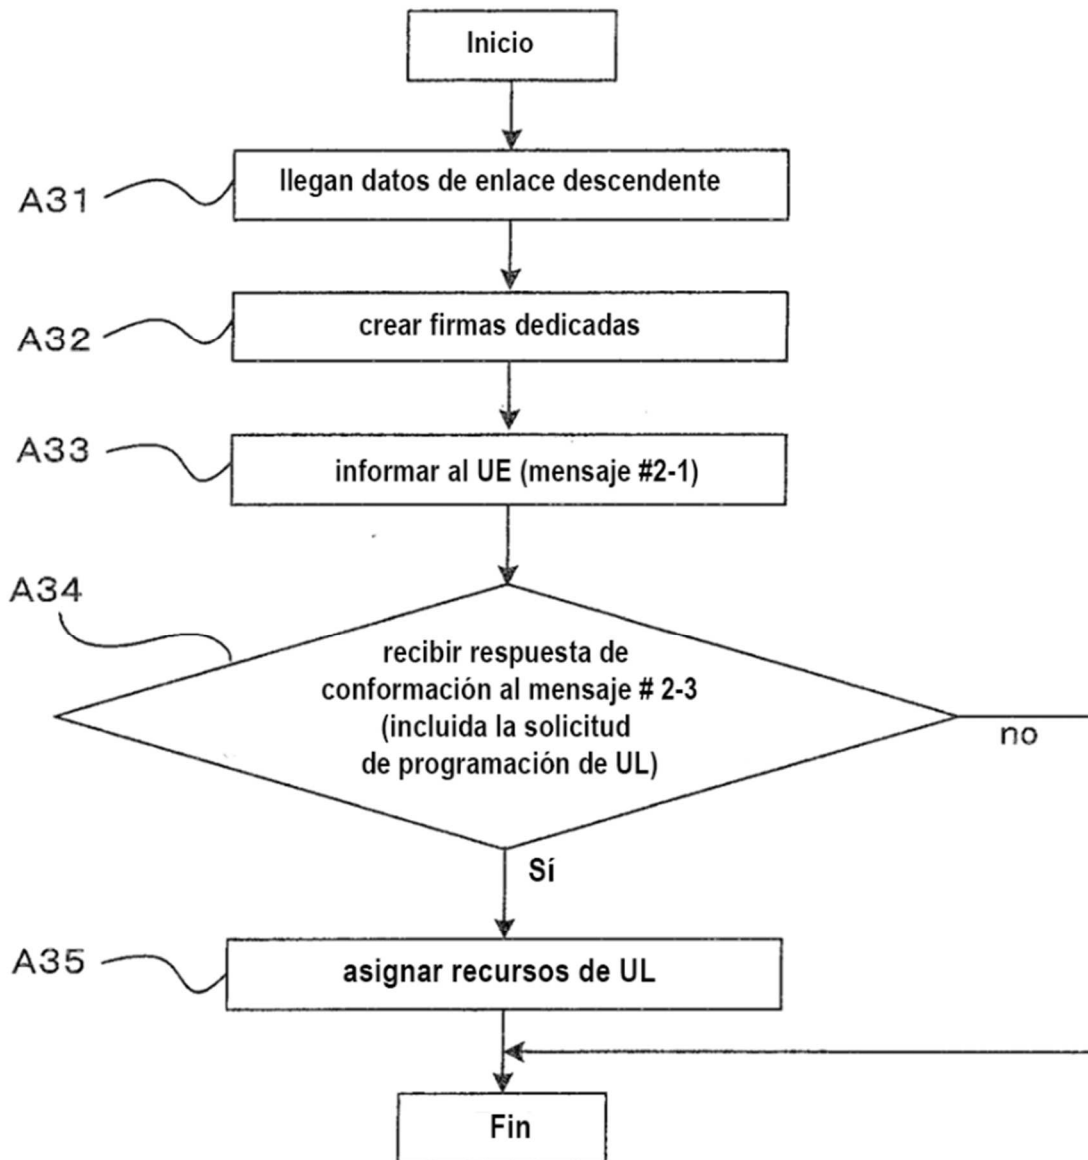 Inicio
A31
llegan datos de enlace descendente
A32
crear firmas dedicadas
A33
informar al UE (mensaje #2-1)
A34
recibir respuesta de
conformación al mensaje # 2-3
(incluida la solicitud
de programación de UL)
no
Sí
A35
asignar recursos de UL
Fin